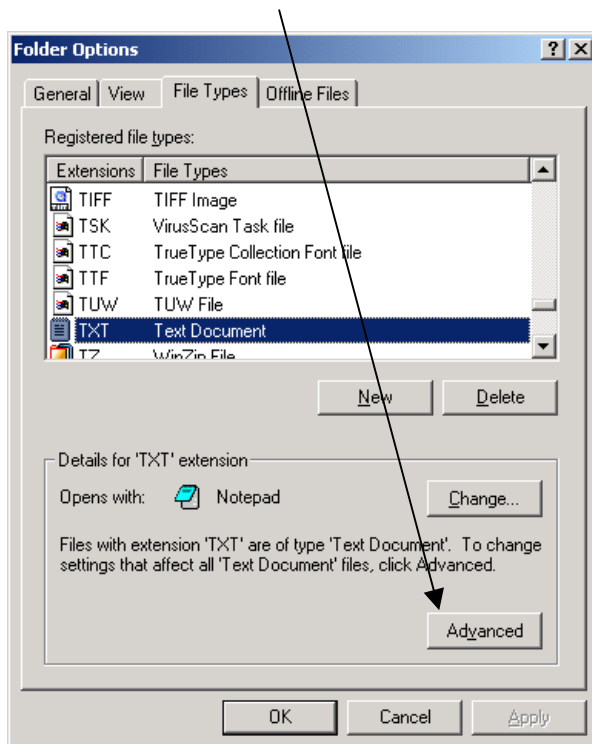 Folder Options
General View File Types Offline Files
Registered file types:
Extensions File Types
TIFF TIFF Image
TSK VirusScan Task file
TTC TrueType Collection Font file
TTF TrueType Font file
TUW TUW File
TXT Text Document
TZ WinZip File
New Delete
Details for 'TXT' extension
Opens with: Notepad Change...
Files with extension 'TXT' are of type 'Text Document'. To change
settings that affect all 'Text Document' files, click Advanced.
Advanced
OK Cancel Apply